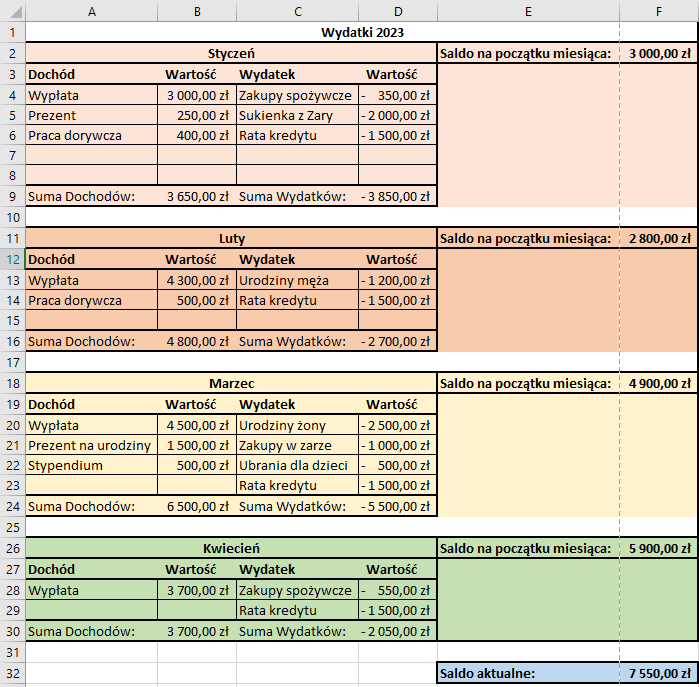 A B C D E F
1 Wydatki 2023
2 Styczeń Saldo na początku miesiąca: 3 000,00 zł
3 Dochód Wartość Wydatek Wartość
4 Wypłata 3 000,00 zł Zakupy spożywcze - 350,00 zł
5 Prezent 250,00 zł Sukienka z Zary - 2 000,00 zł
6 Praca dorywcza 400,00 zł Rata kredytu - 1 500,00 zł
7
8
9 Suma Dochodów: 3 650,00 zł Suma Wydatków: - 3 850,00 zł
10
11 Luty Saldo na początku miesiąca: 2 800,00 zł
12 Dochód Wartość Wydatek Wartość
13 Wypłata 4 300,00 zł Urodziny męża - 1 200,00 zł
14 Praca dorywcza 500,00 zł Rata kredytu - 1 500,00 zł
15
16 Suma Dochodów: 4 800,00 zł Suma Wydatków: - 2 700,00 zł
17
18 Marzec Saldo na początku miesiąca: 4 900,00 zł
19 Dochód Wartość Wydatek Wartość
20 Wypłata 4 500,00 zł Urodziny żony - 2 500,00 zł
21 Prezent na urodziny 1 500,00 zł Zakupy w zarze - 1 000,00 zł
22 Stypendium 500,00 zł Ubrania dla dzieci - 500,00 zł
23 Rata kredytu - 1 500,00 zł
24 Suma Dochodów: 6 500,00 zł Suma Wydatków: - 5 500,00 zł
25
26 Kwiecień Saldo na początku miesiąca: 5 900,00 zł
27 Dochód Wartość Wydatek Wartość
28 Wypłata 3 700,00 zł Zakupy spożywcze - 550,00 zł
29 Rata kredytu - 1 500,00 zł
30 Suma Dochodów: 3 700,00 zł Suma Wydatków: - 2 050,00 zł
31
32 Saldo aktualne: 7 550,00 zł